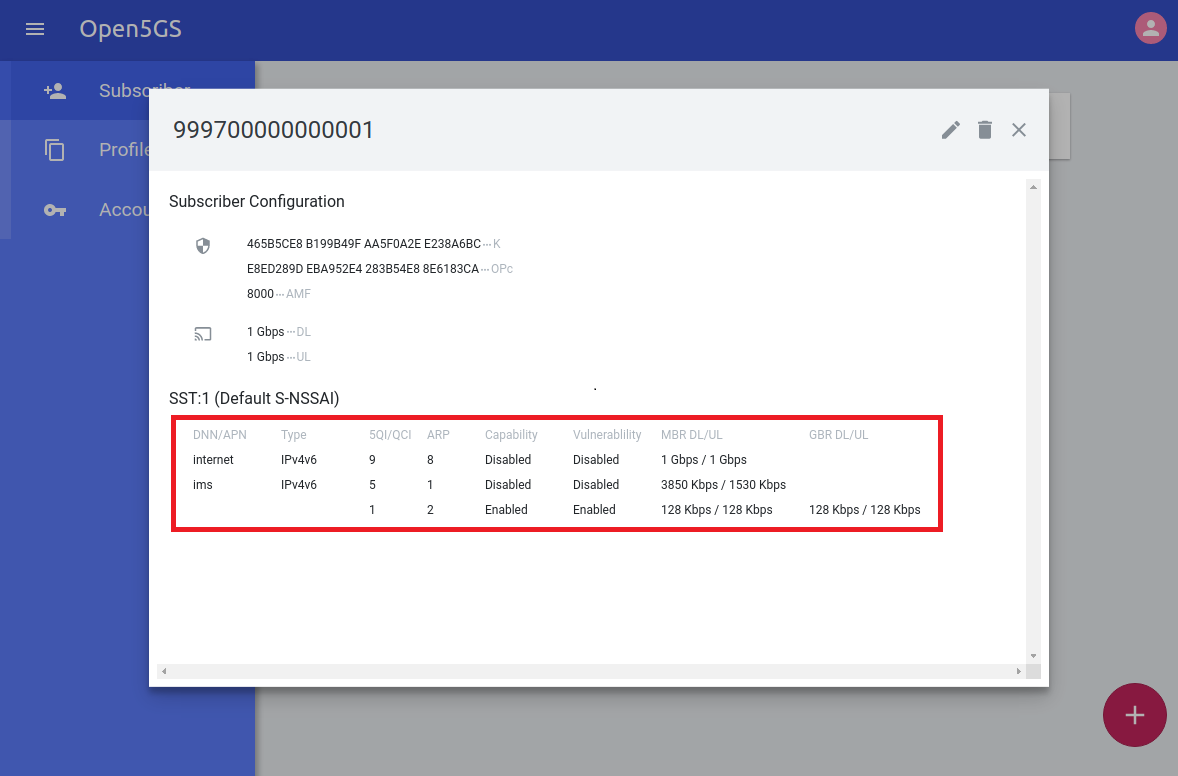 Open5GS
Subscriber
Profile
Accou
999700000000001
Subscriber Configuration
465B5CE8 B199B49F AA5F0A2E E238A6BC···K
E8ED289D EBA952E4 283B54E8 8E6183CA···OPc
8000···AMF
1 Gbps···DL
1 Gbps···UL
SST:1 (Default S-NSSAI)
DNN/APN Type 5QI/QCI ARP Capability Vulnerablility MBR DL/UL GBR DL/UL
internet IPv4v6 9 8 Disabled Disabled 1 Gbps / 1 Gbps
ims IPv4v6 5 1 Disabled Disabled 3850 Kbps / 1530 Kbps
1 2 Enabled Enabled 128 Kbps / 128 Kbps 128 Kbps / 128 Kbps